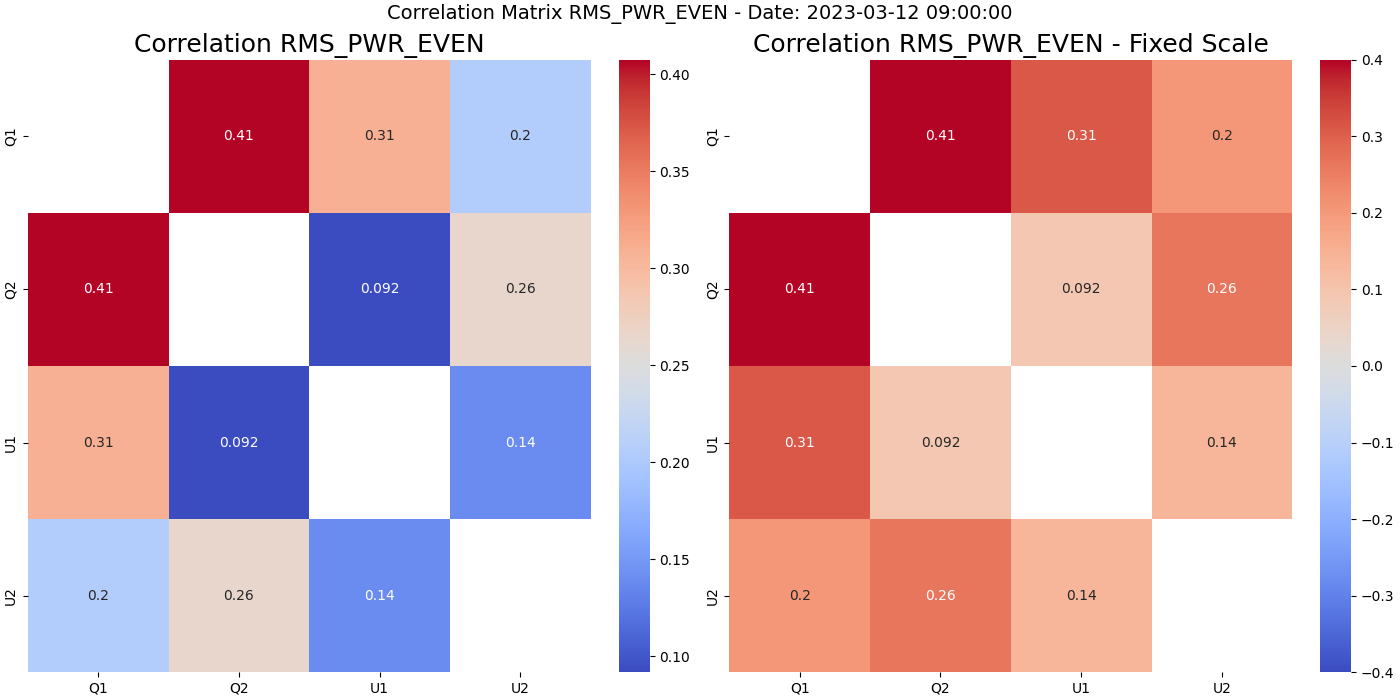 Correlation Matrix RMS_PWR_EVEN - Date: 2023-03-12 09:00:00
Correlation RMS_PWR_EVEN
Q1 0.41 0.31 0.2
Q2 0.41 0.092 0.26
U1 0.31 0.092 0.14
U2 0.2 0.26 0.14
Q1 Q2 U1 U2
0.40
0.35
0.30
0.25
0.20
0.15
0.10
Correlation RMS_PWR_EVEN - Fixed Scale
Q1 0.41 0.31 0.2
Q2 0.41 0.092 0.26
U1 0.31 0.092 0.14
U2 0.2 0.26 0.14
Q1 Q2 U1 U2
0.4
0.3
0.2
0.1
0.0
−0.1
−0.2
−0.3
−0.4